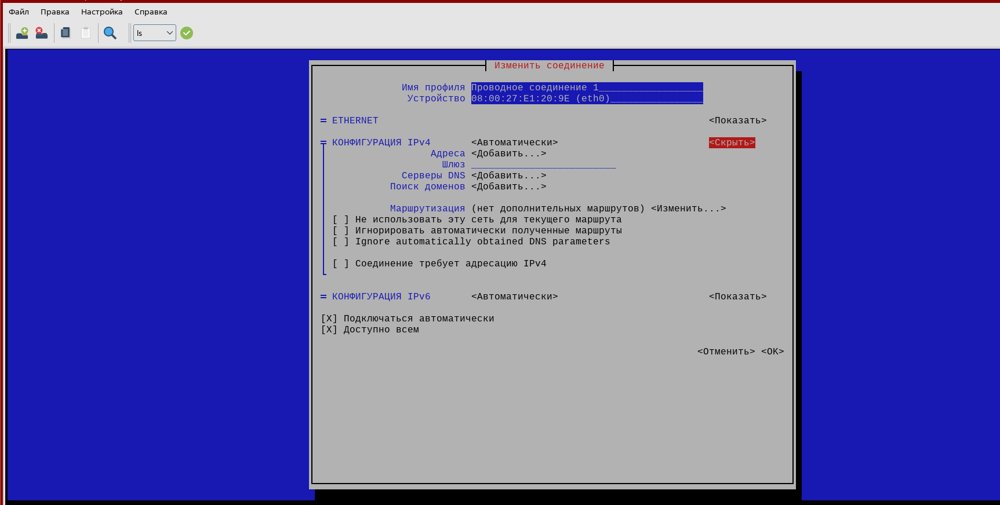 Файл Правка Настройка Справка
ls
Изменить соединение
Имя профиля Проводное соединение 1__________________
Устройство 08:00:27:E1:20:9E (eth0)________________
= ETHERNET <Показать>
КОНФИГУРАЦИЯ IPv4 <Автоматически> <Скрыть>
Адреса <Добавить...>
Шлюз _________________________
Серверы DNS <Добавить...>
Поиск доменов <Добавить...>
Маршрутизация (нет дополнительных маршрутов) <Изменить...>
[ ] Не использовать эту сеть для текущего маршрута
[ ] Игнорировать автоматически полученные маршруты
[ ] Ignore automatically obtained DNS parameters
[ ] Соединение требует адресацию IPv4
= КОНФИГУРАЦИЯ IPv6 <Автоматически> <Показать>
[X] Подключаться автоматически
[X] Доступно всем
<Отменить> <OK>